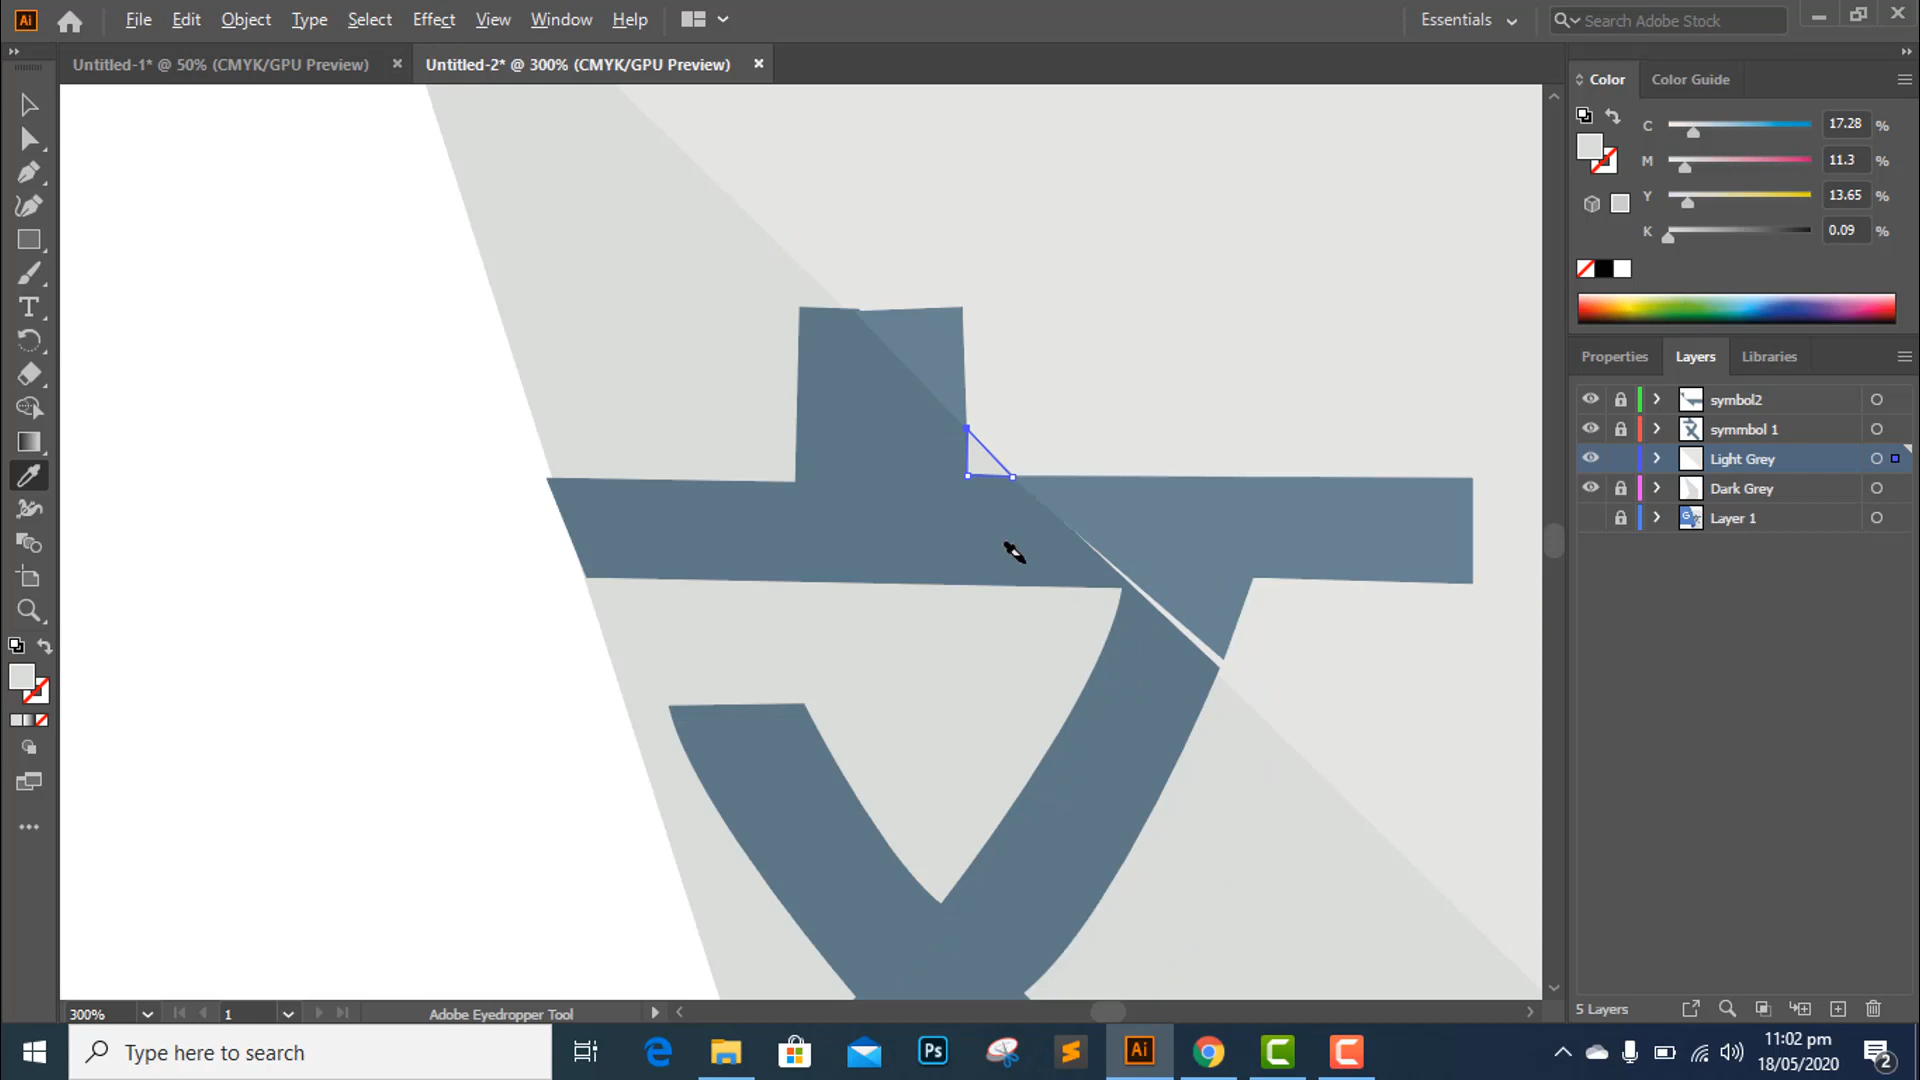 Ai File Edit Object Type Select Effect View Window Help Essentials Search Adobe Stock
Untitled-1* @ 50% (CMYK/GPU Preview) × Untitled-2* @ 300% (CMYK/GPU Preview) ×
Color Color Guide
C 17.28 %
M 11.3 %
Y 13.65 %
K 0.09 %
Properties Layers Libraries
symbol2
symmbol 1
Light Grey
Dark Grey
Layer 1
300% 1 Adobe Eyedropper Tool 5 Layers
Type here to search Ps Ai 11:02 pm
18/05/2020 2